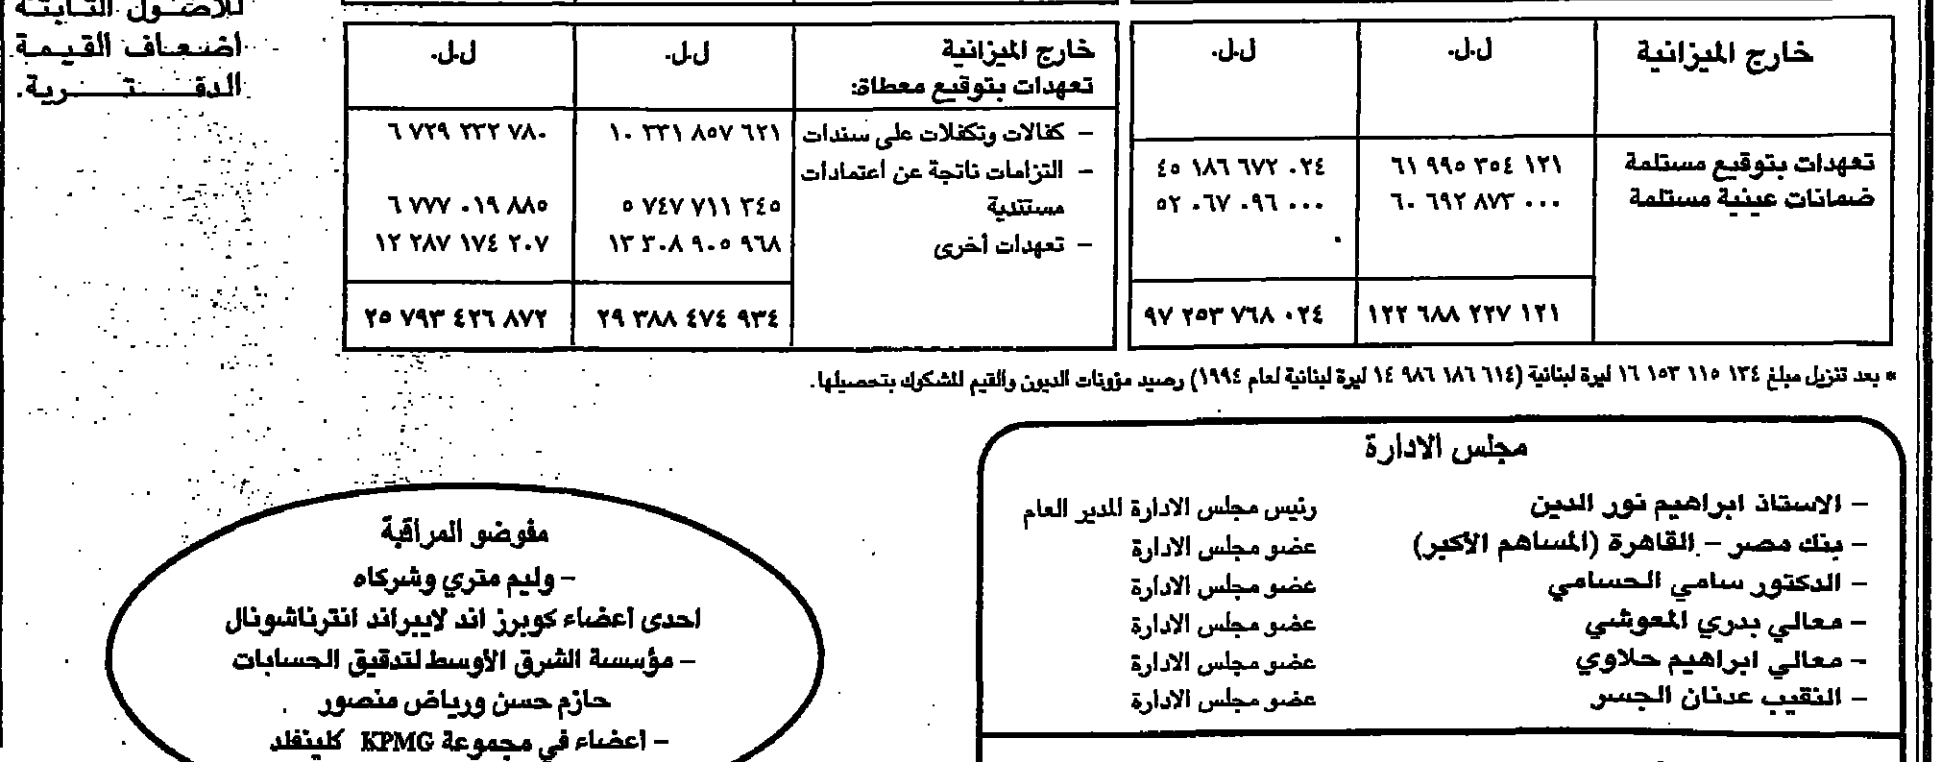 خارج الميزانية ل.ل. ل.ل.
تعهدات بتوقيع مستلمة ٦١ ٩٩٥ ٣٥٤ ١٢١ ٤٥ ١٨٦ ٦٧٢ ٠٢٤
ضمانات عينية مستلمة ٦٠ ٦٩٢ ٨٧٣ ٠٠٠ ٥٢ ٠٦٧ ٠٩٦ ٠٠٠
١٢٢ ٦٨٨ ٢٢٧ ١٢١ ٩٧ ٢٥٣ ٧٦٨ ٠٢٤
خارج الميزانية ل.ل. ل.ل.
تعهدات بتوقيع معطاة:
– كفالات وتكفلات على سندات ١٠ ٣٣١ ٨٥٧ ٦٢١ ٦ ٧٢٩ ٢٣٢ ٧٨٠
– التزامات ناتجة عن اعتمادات
مستندية ٥ ٧٤٧ ٧١١ ٣٤٥ ٦ ٧٧٧ ٠١٩ ٨٨٥
– تعهدات أخرى ١٣ ٣٠٨ ٩٠٥ ٩٦٨ ١٢ ٢٨٧ ١٧٤ ٢٠٧
٢٩ ٣٨٨ ٤٧٤ ٩٣٤ ٢٥ ٧٩٣ ٤٢٦ ٨٧٢
للأصول الثابتة
اضعاف القيمة
الدفترية.
* بعد تنزيل مبلغ ١٣٤ ١١٥ ١٥٣ ١٦ ليرة لبنانية (٦١٤ ١٨٦ ٩٨٦ ١٤ ليرة لبنانية لعام ١٩٩٤) رصيد مؤونات الديون والقيم المشكوك بتحصيلها.
مجلس الادارة
– الاستاذ ابراهيم نور الدين رئيس مجلس الادارة المدير العام
– بنك مصر – القاهرة (المساهم الأكبر) عضو مجلس الادارة
– الدكتور سامي الحسامي عضو مجلس الادارة
– معالي بدري المعوشي عضو مجلس الادارة
– معالي ابراهيم حلاوي عضو مجلس الادارة
– النقيب عدنان الجسر عضو مجلس الادارة
مفوضو المراقبة
– وليم متري وشركاه
احدى أعضاء كوبرز اند لايبراند انترناشونال
– مؤسسة الشرق الأوسط لتدقيق الحسابات
حازم حسن ورياض منصور
– أعضاء في مجموعة KPMG كلينفلد